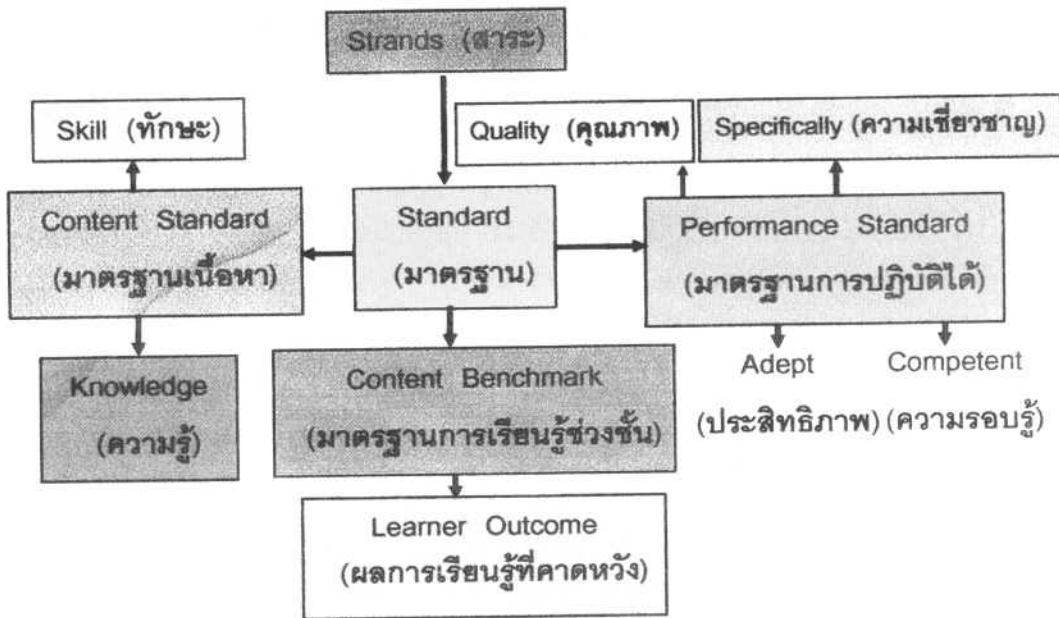 Strands (สาระ)
Skill (ทักษะ)
Quality (คุณภาพ)
Specifically (ความเชี่ยวชาญ)
Content Standard
(มาตรฐานเนื้อหา)
Standard
(มาตรฐาน)
Performance Standard
(มาตรฐานการปฏิบัติได้)
Knowledge
(ความรู้)
Content Benchmark
(มาตรฐานการเรียนรู้ช่วงชั้น)
Adept
(ประสิทธิภาพ)
Competent
(ความรอบรู้)
Learner Outcome
(ผลการเรียนรู้ที่คาดหวัง)